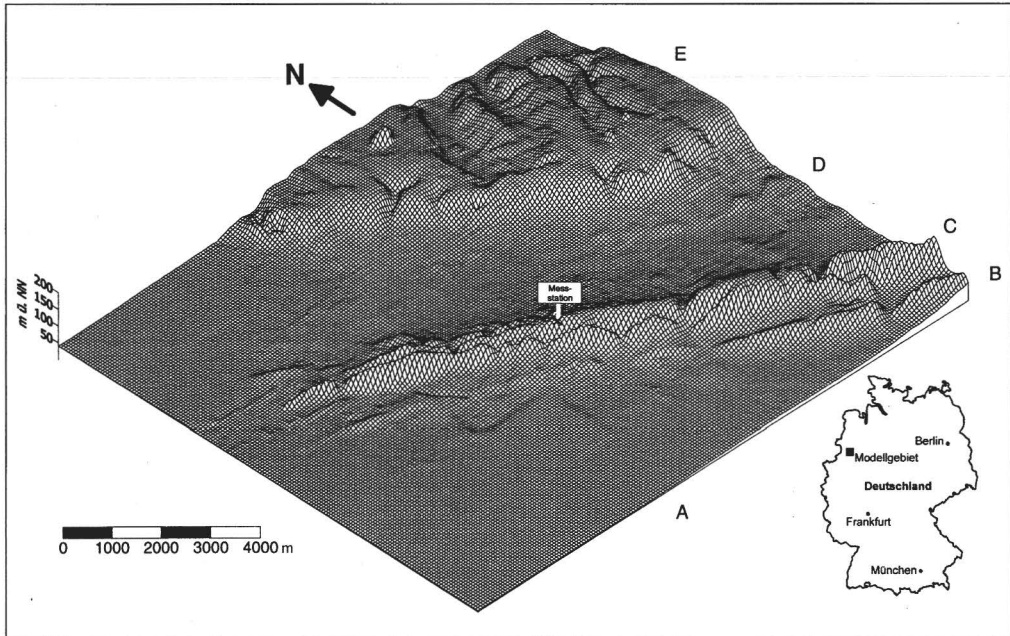 E
N
D
C
B
200
150
100
50
m ü. NN
Mess-
station
A
Berlin
Modellgebiet
Deutschland
Frankfurt
München
0 1000 2000 3000 4000 m